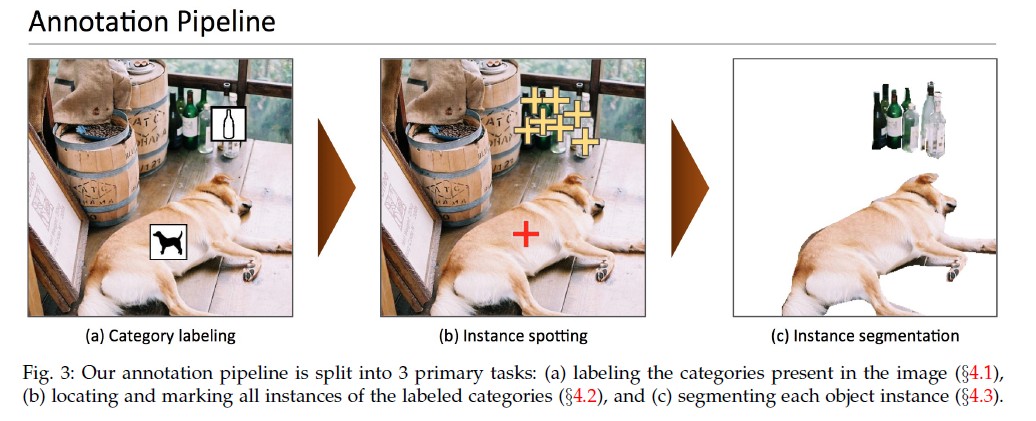 Annotation Pipeline
(a) Category labeling
(b) Instance spotting
(c) Instance segmentation
Fig. 3: Our annotation pipeline is split into 3 primary tasks: (a) labeling the categories present in the image (§4.1),
(b) locating and marking all instances of the labeled categories (§4.2), and (c) segmenting each object instance (§4.3).